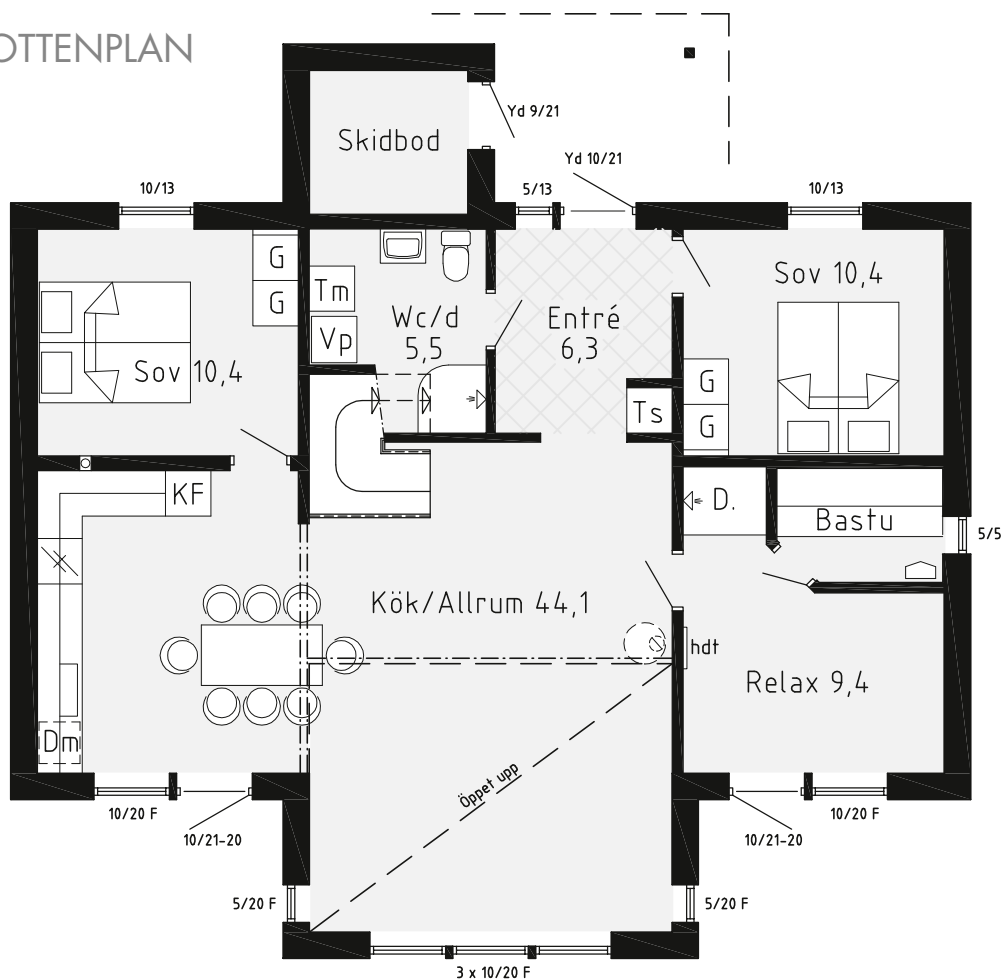 OTTENPLAN
Skidbod
Yd 9/21
Yd 10/21
10/13
5/13
10/13
G
G
Tm
Vp
Wc/d
5,5
Entré
6,3
Sov 10,4
Sov 10,4
G
G
Ts
KF
D.
Bastu
5/5
Kök/Allrum 44,1
hdt
Relax 9,4
Dm
Öppet upp
10/20 F
10/21-20
10/20 F
10/21-20
5/20 F
5/20 F
3 x 10/20 F